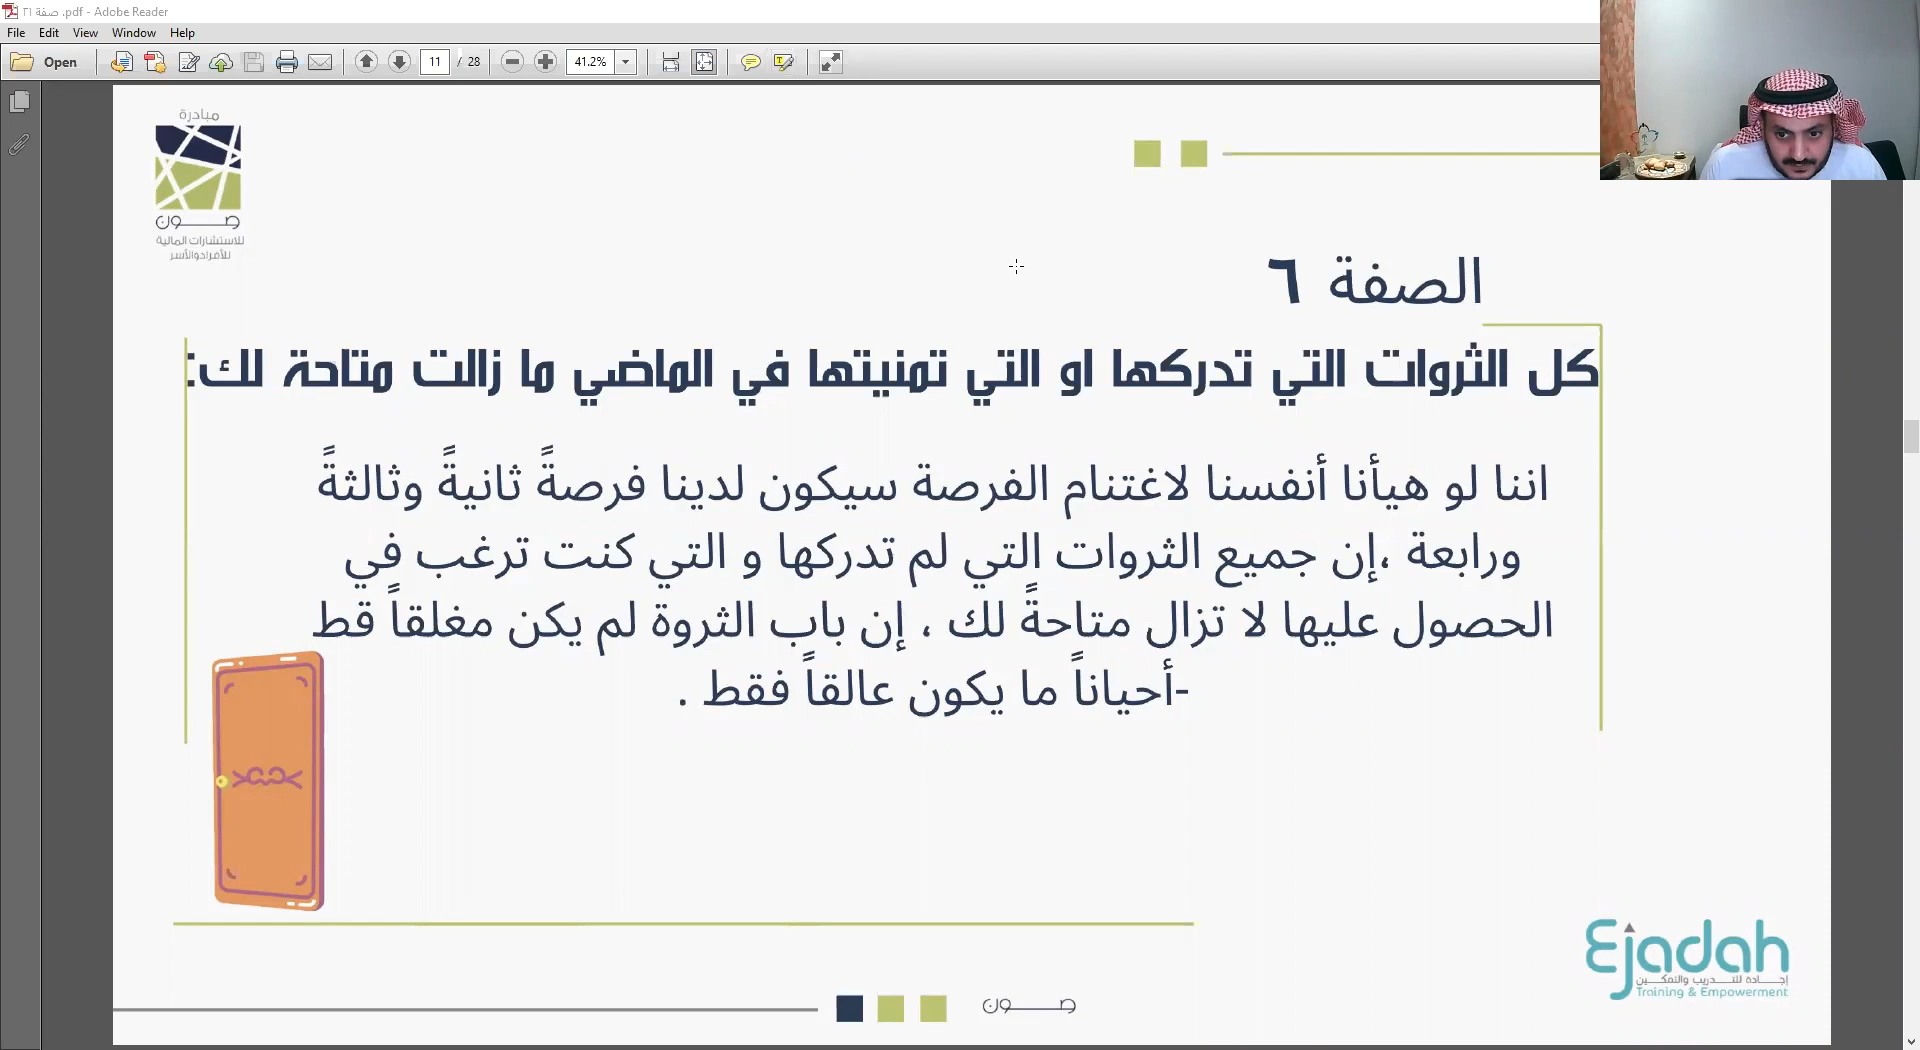 صفة ٢١ .pdf - Adobe Reader
File Edit View Window Help
Open 11 / 28 41.2%
مبادرة
صون
للاستشارات المالية
للأفراد والأسر
الصفة ٦
كل الثروات التي تدركها او التي تمنيتها في الماضي ما زالت متاحة لك:
اننا لو هيأنا أنفسنا لاغتنام الفرصة سيكون لدينا فرصةً ثانيةً وثالثةً
ورابعة ،إن جميع الثروات التي لم تدركها و التي كنت ترغب في
الحصول عليها لا تزال متاحةً لك ، إن باب الثروة لم يكن مغلقاً قط
-أحياناً ما يكون عالقاً فقط .
Ejadah
إجادة للتدريب والتمكين
Training & Empowerment
صون